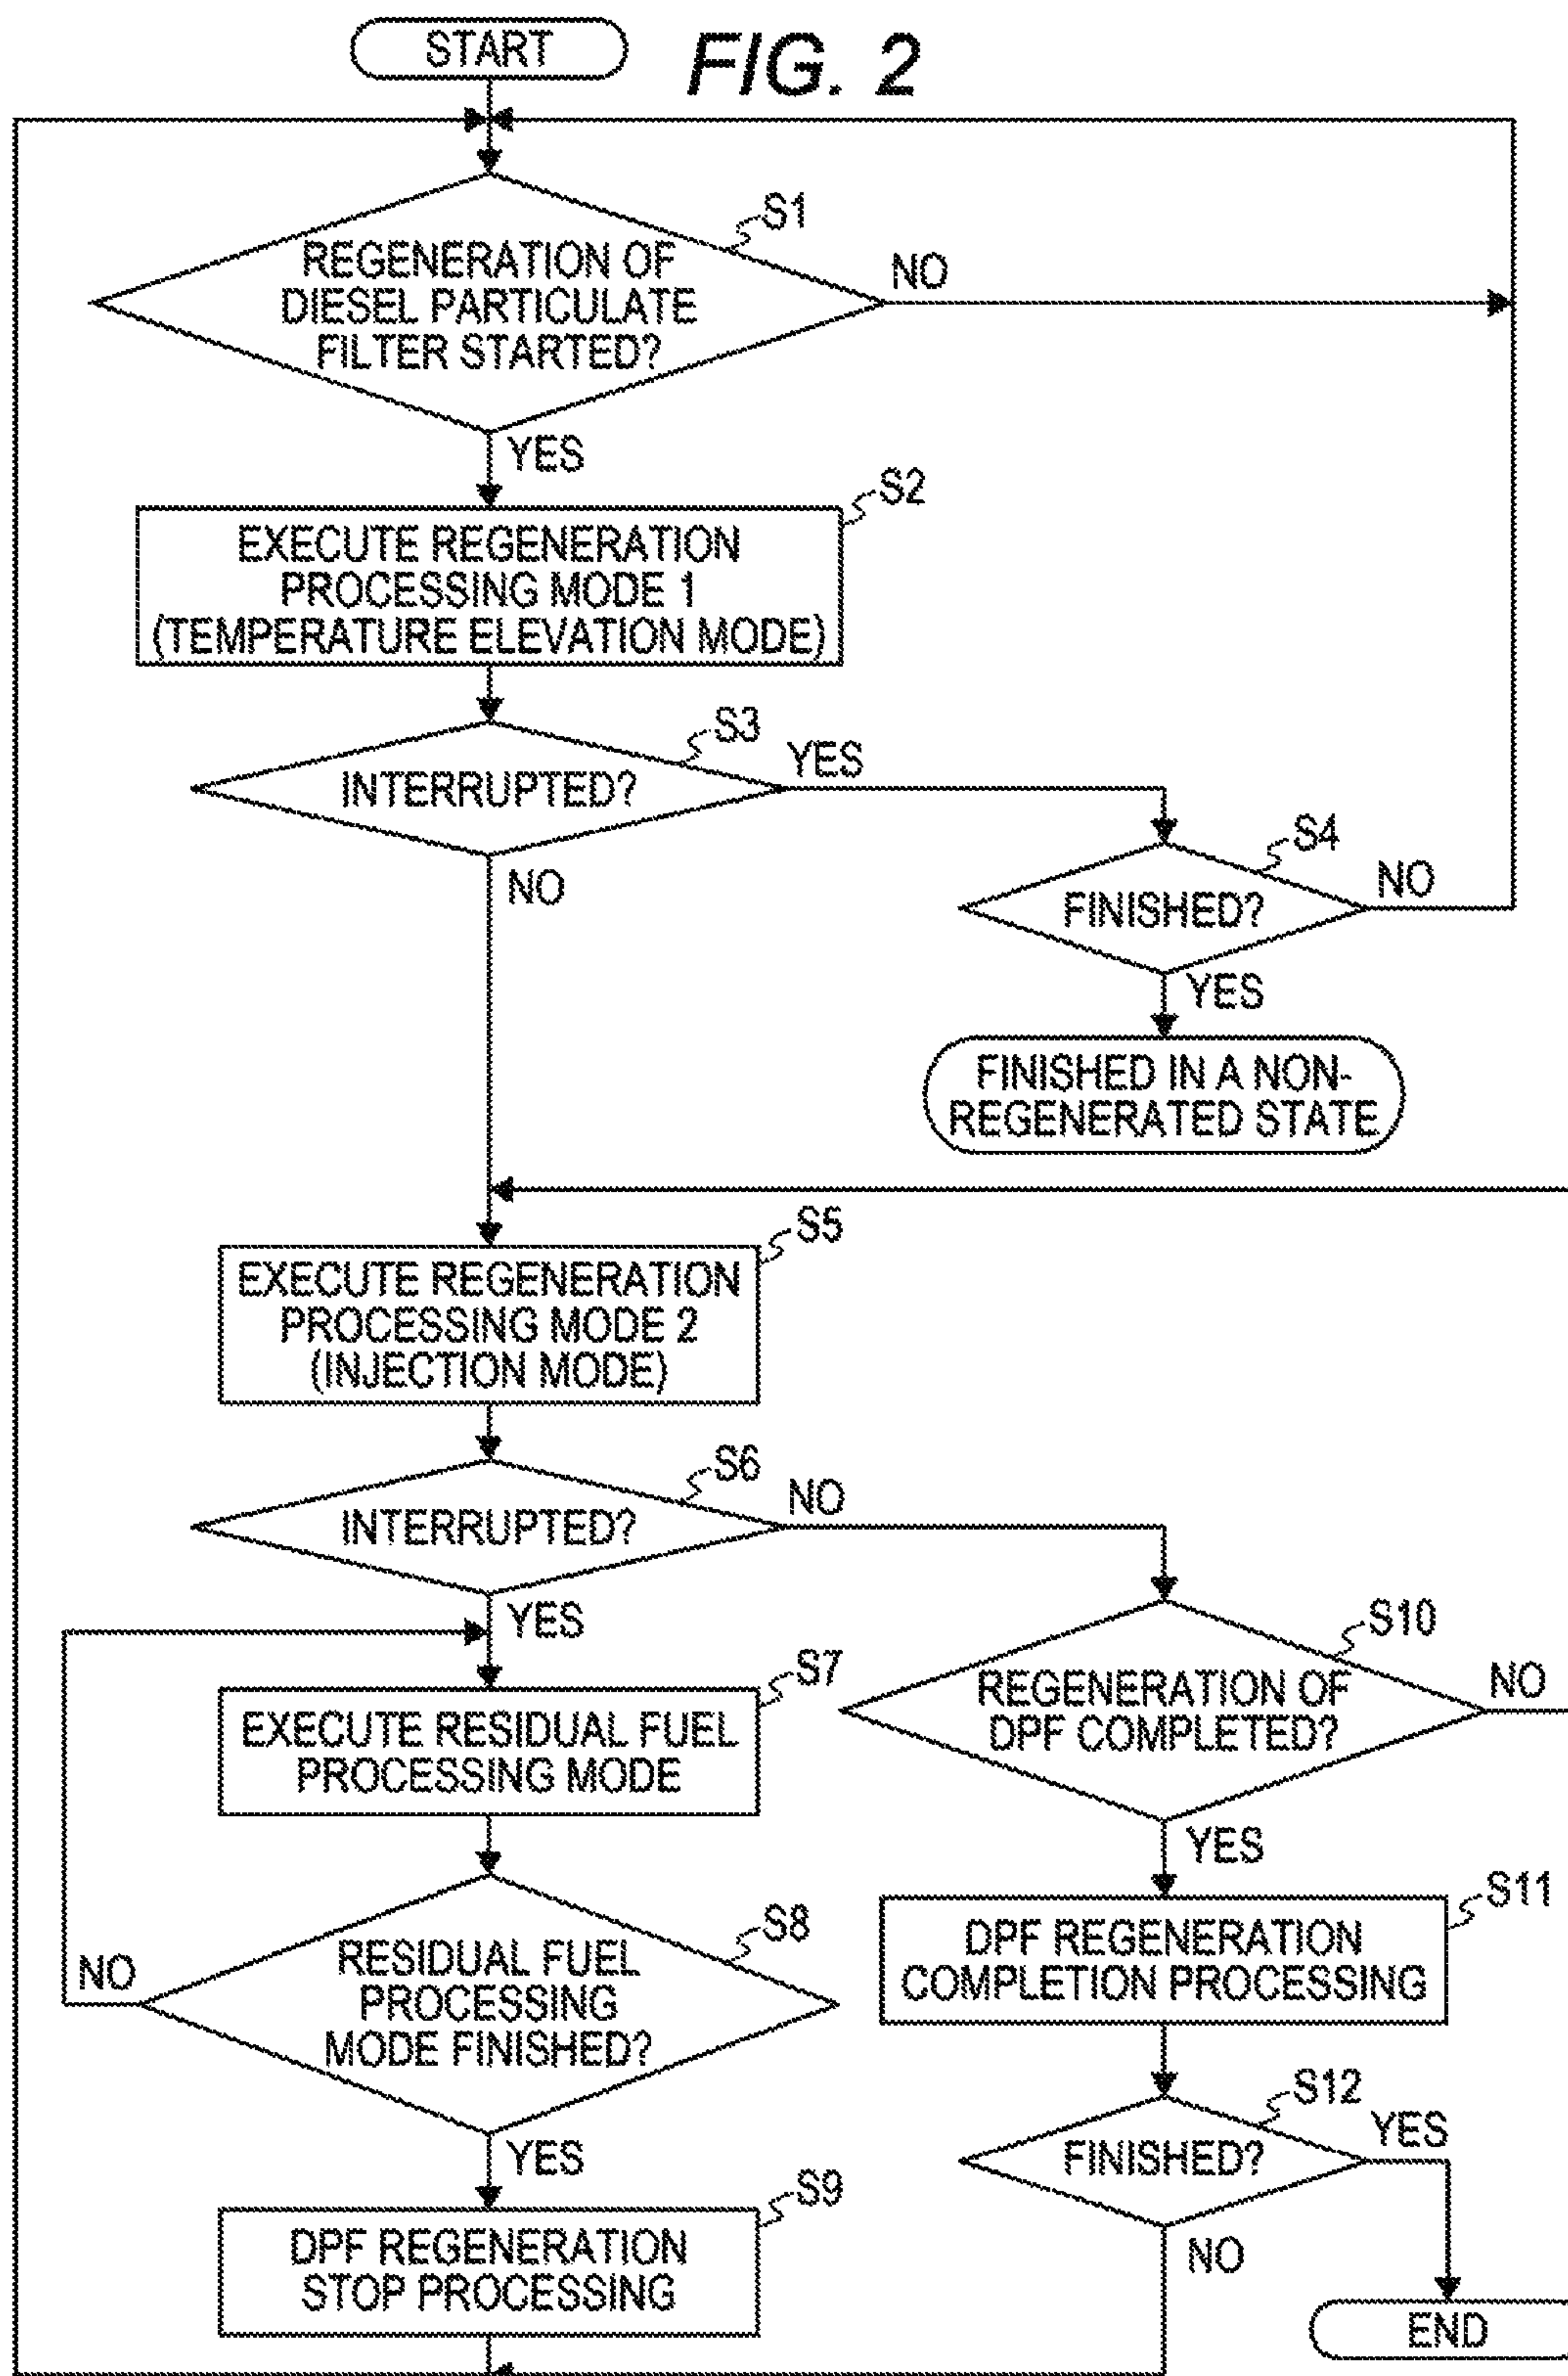 START
FIG. 2
S1
REGENERATION OF
DIESEL PARTICULATE
FILTER STARTED?
NO
YES
S2
EXECUTE REGENERATION
PROCESSING MODE 1
(TEMPERATURE ELEVATION MODE)
S3
INTERRUPTED?
YES
NO
S4
FINISHED?
NO
YES
FINISHED IN A NON-
REGENERATED STATE
S5
EXECUTE REGENERATION
PROCESSING MODE 2
(INJECTION MODE)
S6
INTERRUPTED?
NO
YES
S7
EXECUTE RESIDUAL FUEL
PROCESSING MODE
S8
RESIDUAL FUEL
PROCESSING
MODE FINISHED?
NO
YES
S9
DPF REGENERATION
STOP PROCESSING
S10
REGENERATION OF
DPF COMPLETED?
NO
YES
S11
DPF REGENERATION
COMPLETION PROCESSING
S12
FINISHED?
YES
NO
END